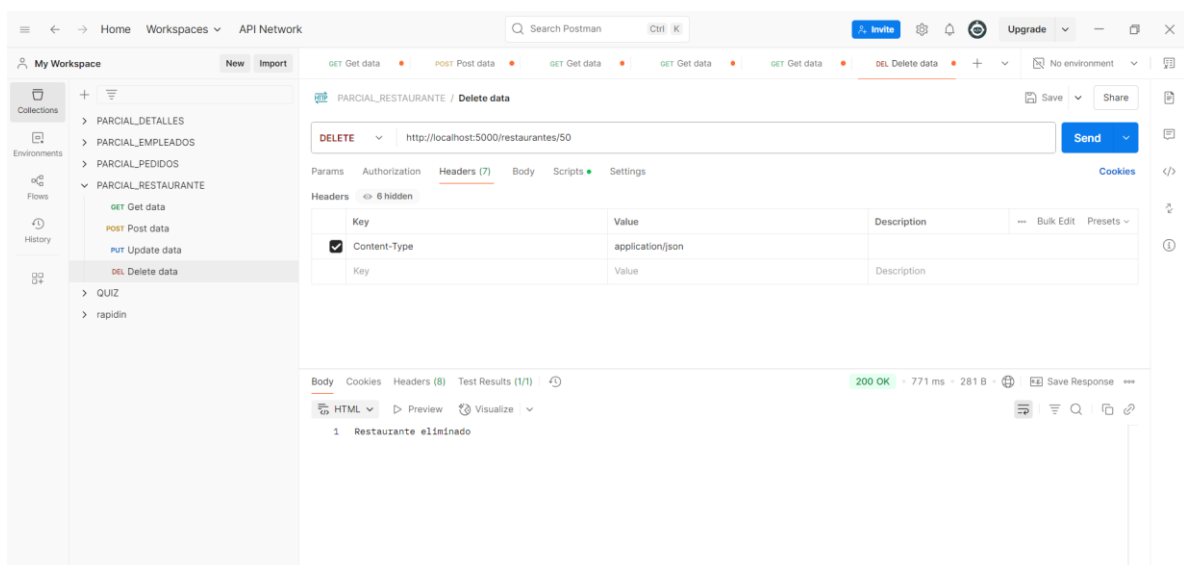 Home Workspaces API Network
Search Postman Ctrl K
Invite Upgrade
My Workspace New Import
GET Get data POST Post data GET Get data GET Get data GET Get data DEL Delete data No environment
Collections
Environments
Flows
History
PARCIAL_DETALLES
PARCIAL_EMPLEADOS
PARCIAL_PEDIDOS
PARCIAL_RESTAURANTE
GET Get data
POST Post data
PUT Update data
DEL Delete data
QUIZ
rapidin
HTTP PARCIAL_RESTAURANTE / Delete data Save Share
DELETE http://localhost:5000/restaurantes/50 Send
Params Authorization Headers (7) Body Scripts Settings Cookies
Headers 6 hidden
Key Value Description Bulk Edit Presets
Content-Type application/json
Key Value Description
Body Cookies Headers (8) Test Results (1/1) 200 OK 771 ms 281 B Save Response
HTML Preview Visualize
1 Restaurante eliminado